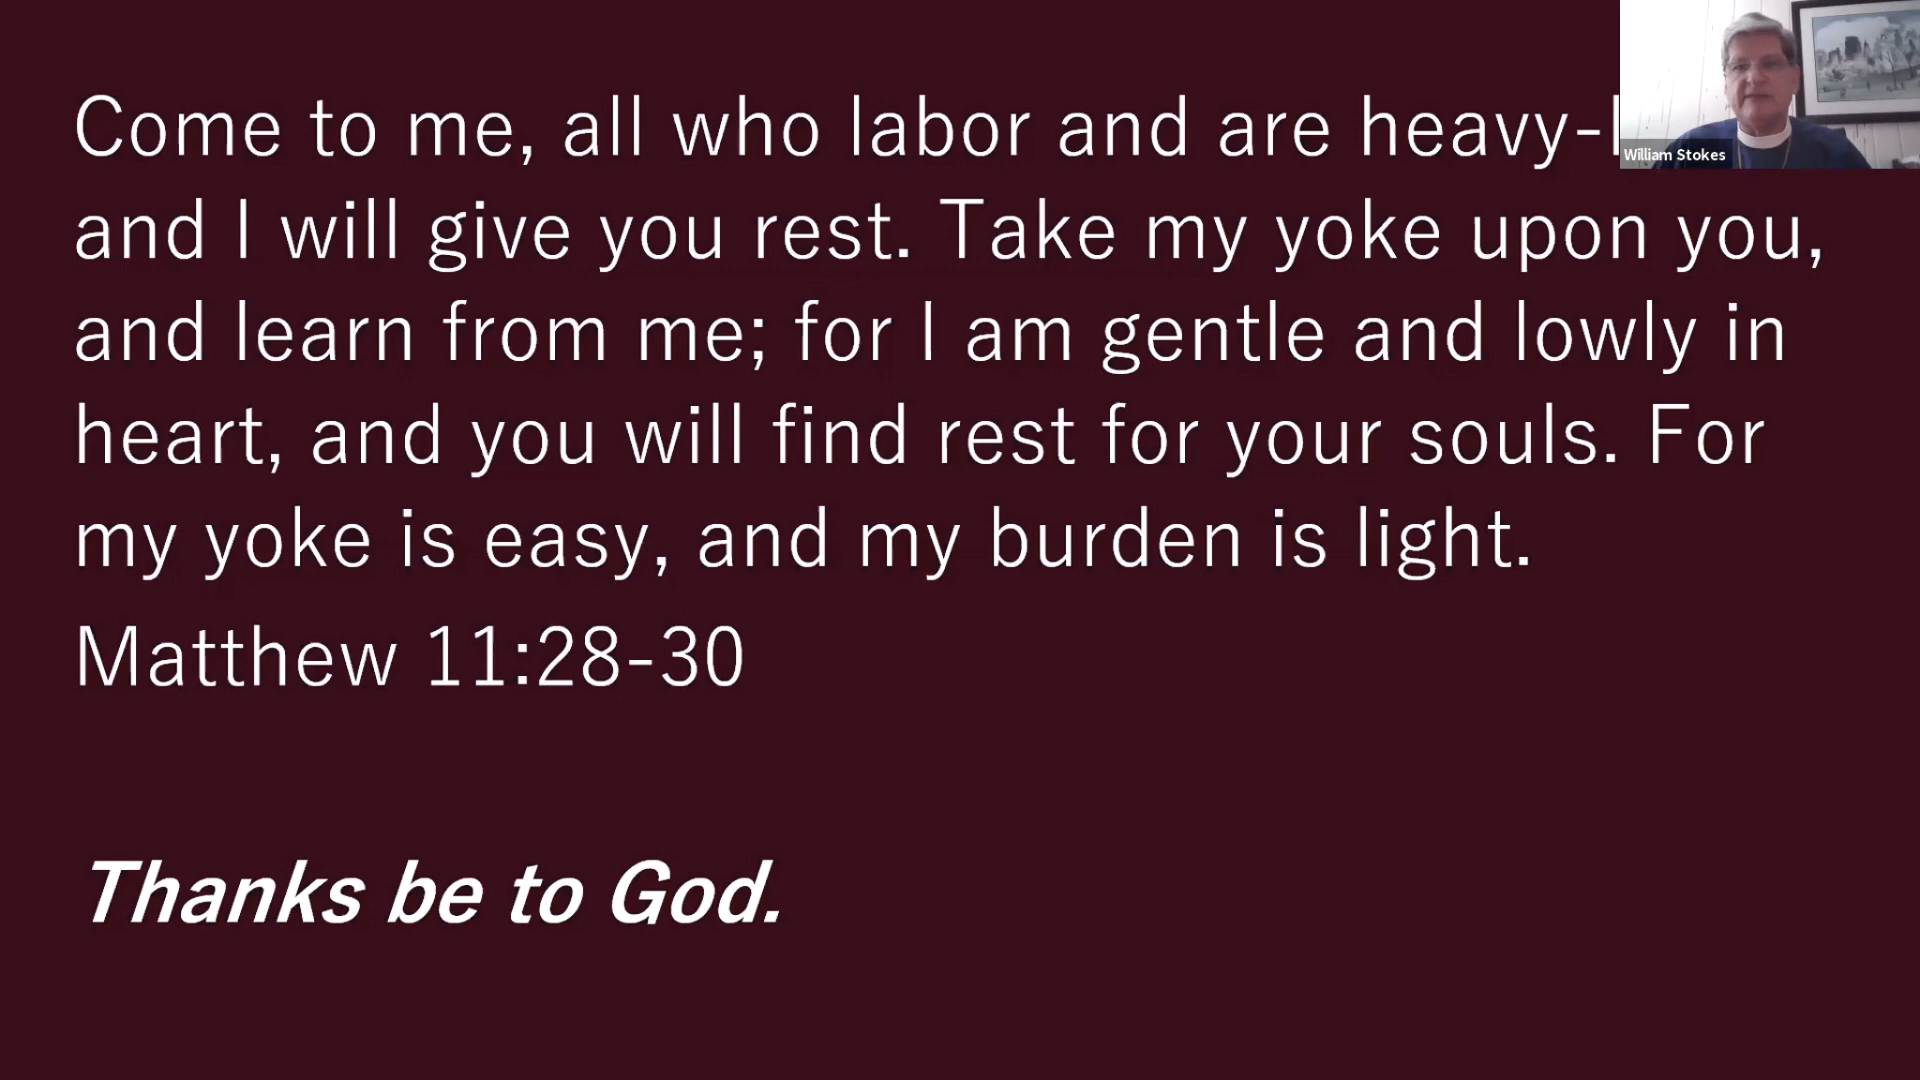 Come to me, all who labor and are heavy-
and I will give you rest. Take my yoke upon you,
and learn from me; for I am gentle and lowly in
heart, and you will find rest for your souls. For
my yoke is easy, and my burden is light.
Matthew 11:28-30
Thanks be to God.
William Stokes